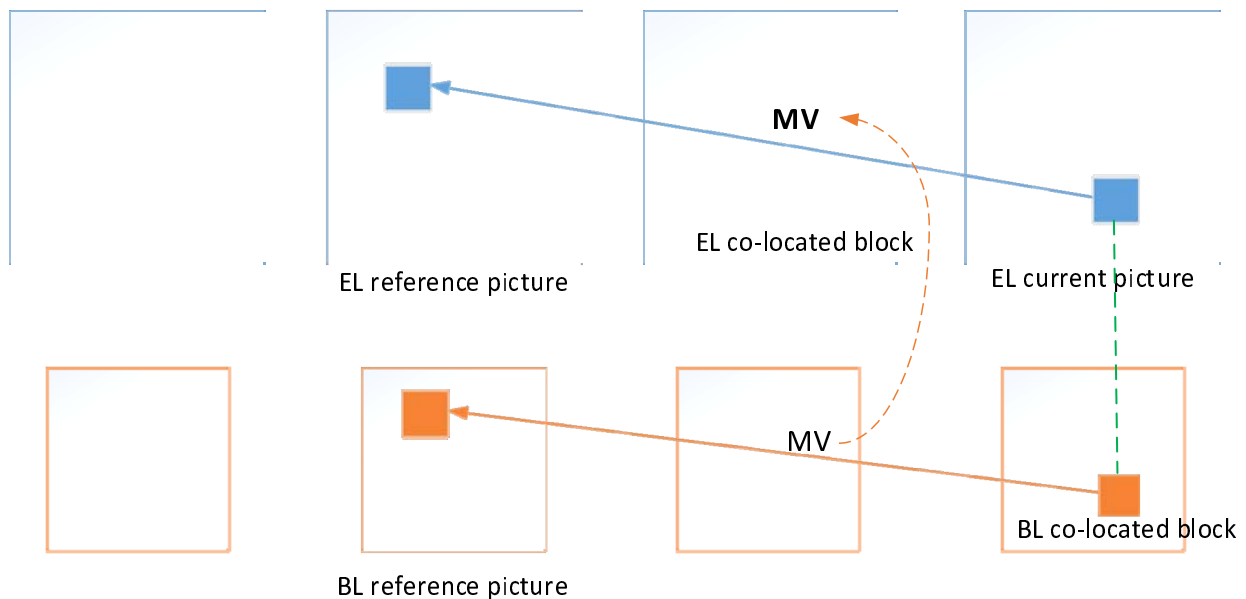 MV
EL co-located block
EL reference picture
EL current picture
MV
BL co-located block
BL reference picture